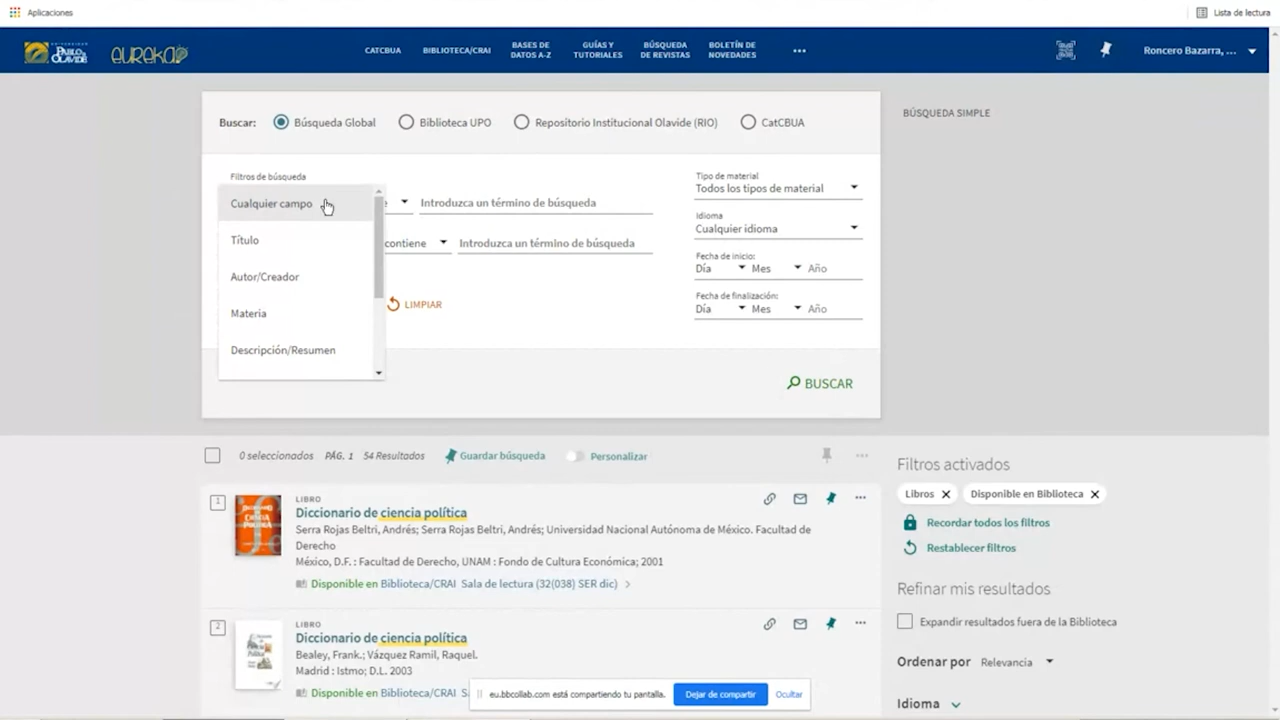 Aplicaciones
Lista de lectura
UNIVERSIDAD
PABLO DE
OLAVIDE
eureka
CATCBUA
BIBLIOTECA/CRAI
BASES DE
DATOS A-Z
GUÍAS Y
TUTORIALES
BÚSQUEDA
DE REVISTAS
BOLETÍN DE
NOVEDADES
Roncero Bazarra, ...
Buscar:
Búsqueda Global
Biblioteca UPO
Repositorio Institucional Olavide (RIO)
CatCBUA
BÚSQUEDA SIMPLE
Filtros de búsqueda
Cualquier campo
Título
Autor/Creador
Materia
Descripción/Resumen
e
Introduzca un término de búsqueda
contiene
Introduzca un término de búsqueda
LIMPIAR
Tipo de material
Todos los tipos de material
Idioma
Cualquier idioma
Fecha de inicio:
Día Mes Año
Fecha de finalización:
Día Mes Año
BUSCAR
0 seleccionados PÁG. 1 54 Resultados
Guardar búsqueda
Personalizar
1
LIBRO
Diccionario de ciencia política
Serra Rojas Beltri, Andrés; Serra Rojas Beltri, Andrés; Universidad Nacional Autónoma de México. Facultad de
Derecho
México, D.F. : Facultad de Derecho, UNAM : Fondo de Cultura Económica; 2001
Disponible en Biblioteca/CRAI Sala de lectura (32(038) SER dic)
2
LIBRO
Diccionario de ciencia política
Bealey, Frank.; Vázquez Ramil, Raquel.
Madrid : Istmo; D.L. 2003
Disponible en Biblioteca/CRAI S
Filtros activados
Libros
Disponible en Biblioteca
Recordar todos los filtros
Restablecer filtros
Refinar mis resultados
Expandir resultados fuera de la Biblioteca
Ordenar por Relevancia
Idioma
eu.bbcollab.com está compartiendo tu pantalla.
Dejar de compartir
Ocultar